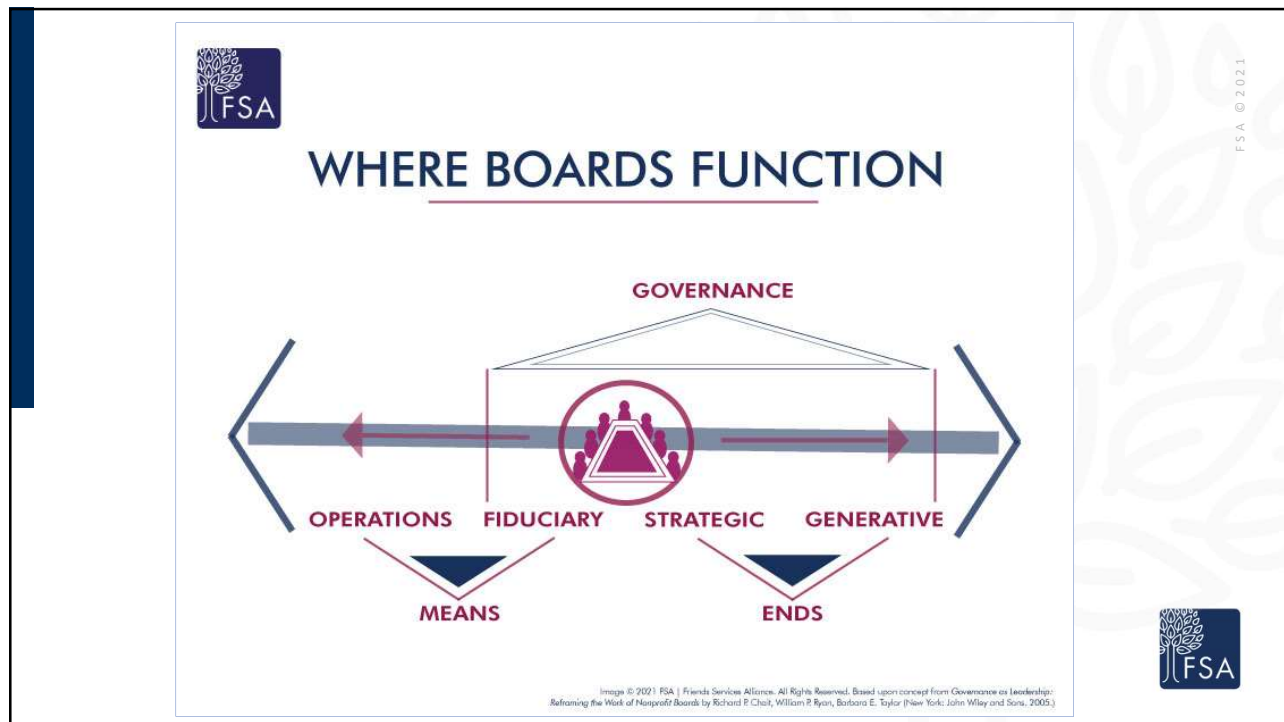 FSA
FSA © 2021
WHERE BOARDS FUNCTION
GOVERNANCE
OPERATIONS FIDUCIARY STRATEGIC GENERATIVE
MEANS ENDS
FSA
Image © 2021 FSA | Friends Services Alliance. All Rights Reserved. Based upon concept from Governance as Leadership:
Reframing the Work of Nonprofit Boards by Richard P. Chait, William P. Ryan, Barbara E. Taylor (New York: John Wiley and Sons. 2005.)